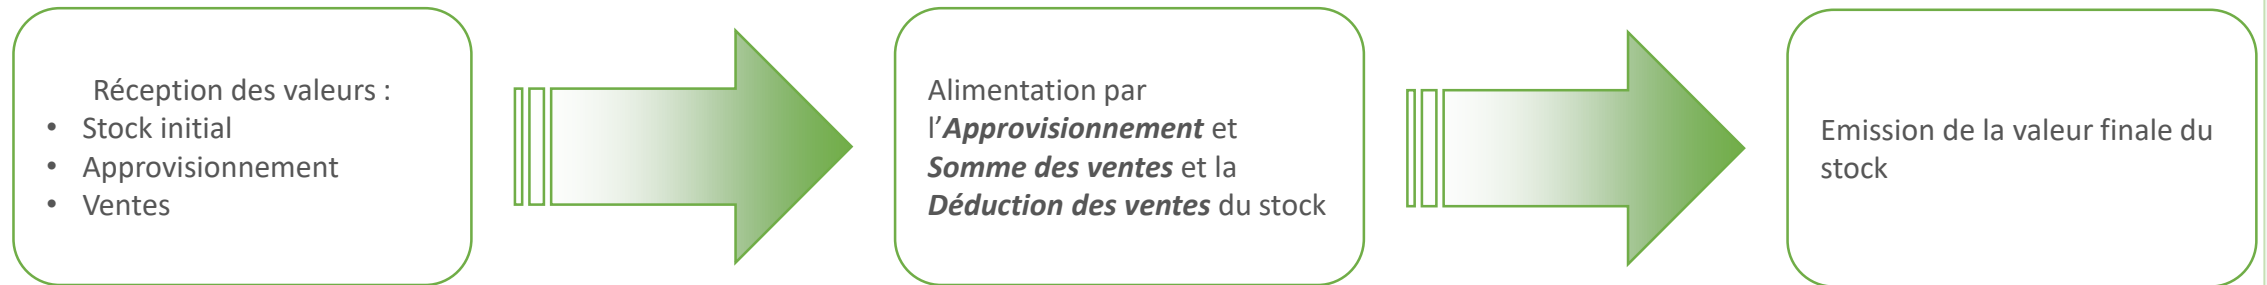 Réception des valeurs :
• Stock initial
• Approvisionnement
• Ventes
Alimentation par
l’Approvisionnement et
Somme des ventes et la
Déduction des ventes du stock
Emission de la valeur finale du
stock